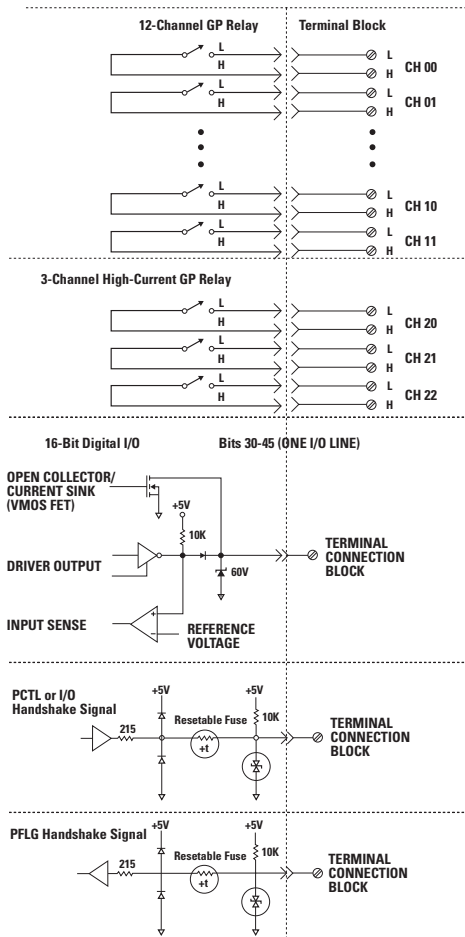 12-Channel GP Relay Terminal Block
L L
H H CH 00
L L
H H CH 01
L L
H H CH 10
L L
H H CH 11
3-Channel High-Current GP Relay
L L
H H CH 20
L L
H H CH 21
L L
H H CH 22
16-Bit Digital I/O Bits 30-45 (ONE I/O LINE)
OPEN COLLECTOR/
CURRENT SINK
(VMOS FET)
+5V
10K
DRIVER OUTPUT
60V
TERMINAL
CONNECTION
BLOCK
INPUT SENSE
+
–
REFERENCE
VOLTAGE
PCTL or I/O
Handshake Signal
+5V +5V
215 Resetable Fuse 10K
+t
TERMINAL
CONNECTION
BLOCK
PFLG Handshake Signal +5V +5V
215 Resetable Fuse 10K
+t
TERMINAL
CONNECTION
BLOCK